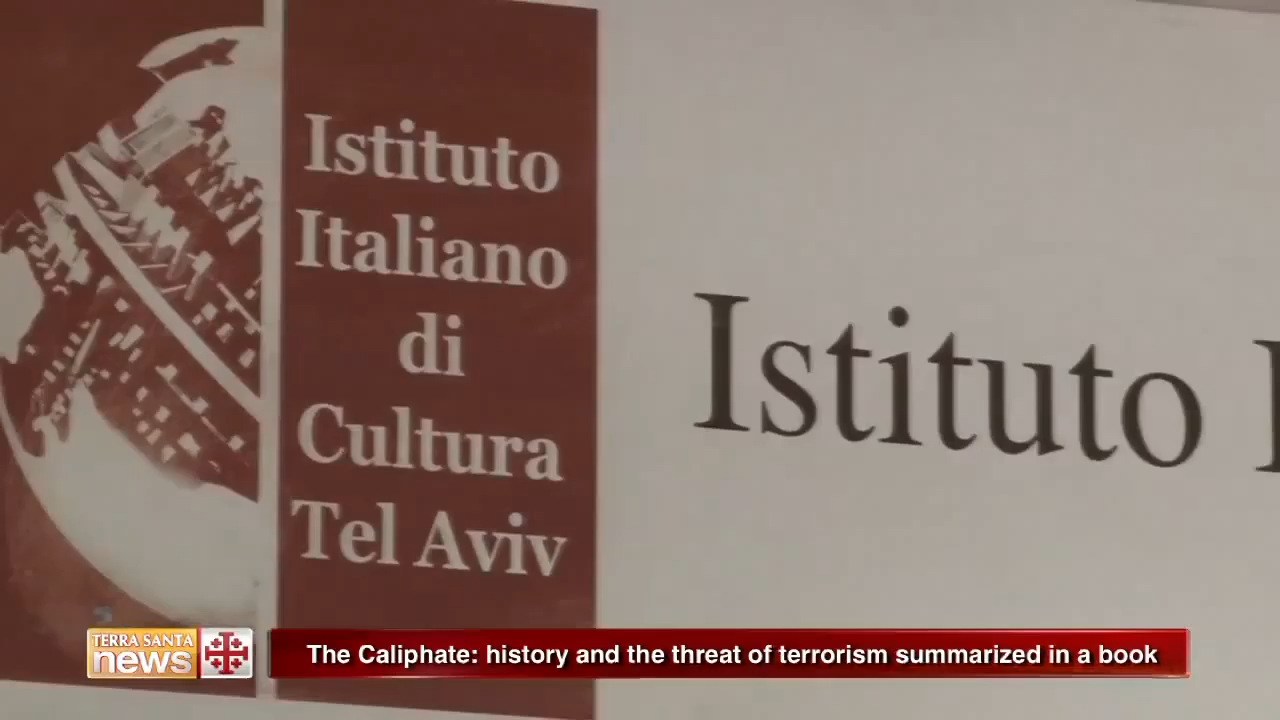 Istituto
Italiano
di
Cultura
Tel Aviv
Istituto
TERRA SANTA
news
The Caliphate: history and the threat of terrorism summarized in a book